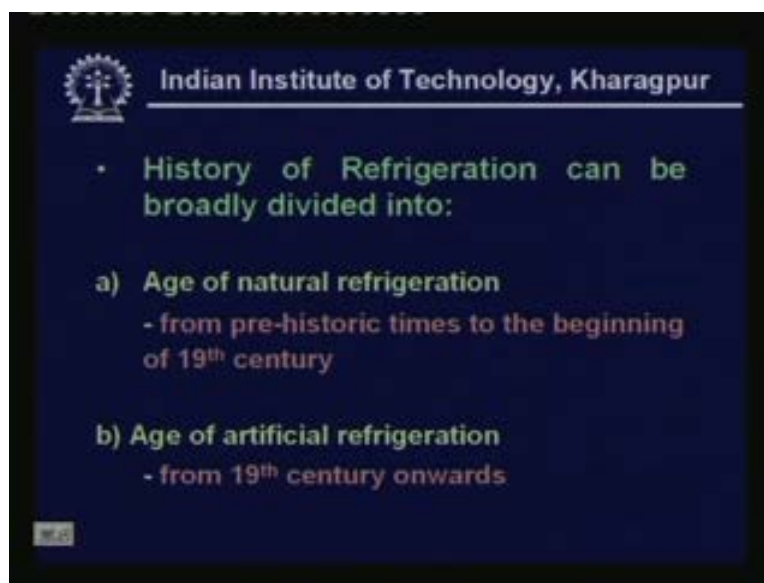 Indian Institute of Technology, Kharagpur
• History of Refrigeration can be
broadly divided into:
a) Age of natural refrigeration
- from pre-historic times to the beginning
of 19th century
b) Age of artificial refrigeration
- from 19th century onwards